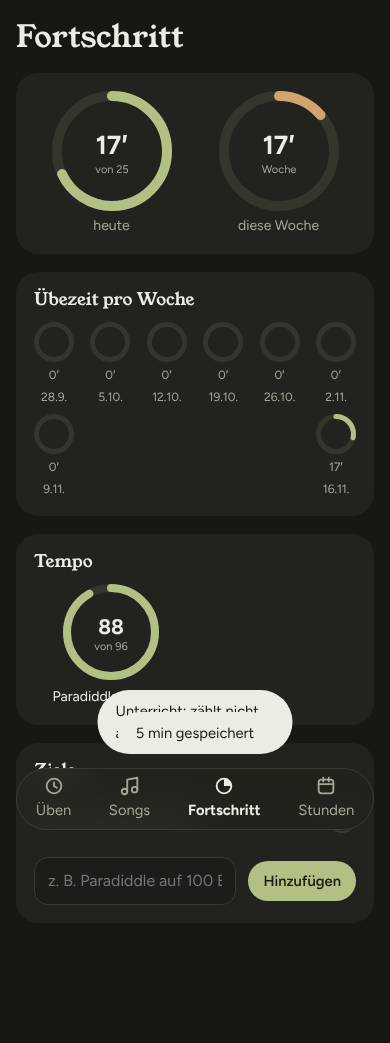 Fortschritt
17′
von 25
heute
17′
Woche
diese Woche
Übezeit pro Woche
0′
28.9.
0′
5.10.
0′
12.10.
0′
19.10.
0′
26.10.
0′
2.11.
0′
9.11.
17′
16.11.
Tempo
88
von 96
Unterricht: zählt nicht
5 min gespeichert
Üben
Songs
Fortschritt
Stunden
z. B. Paradiddle auf 100
Hinzufügen